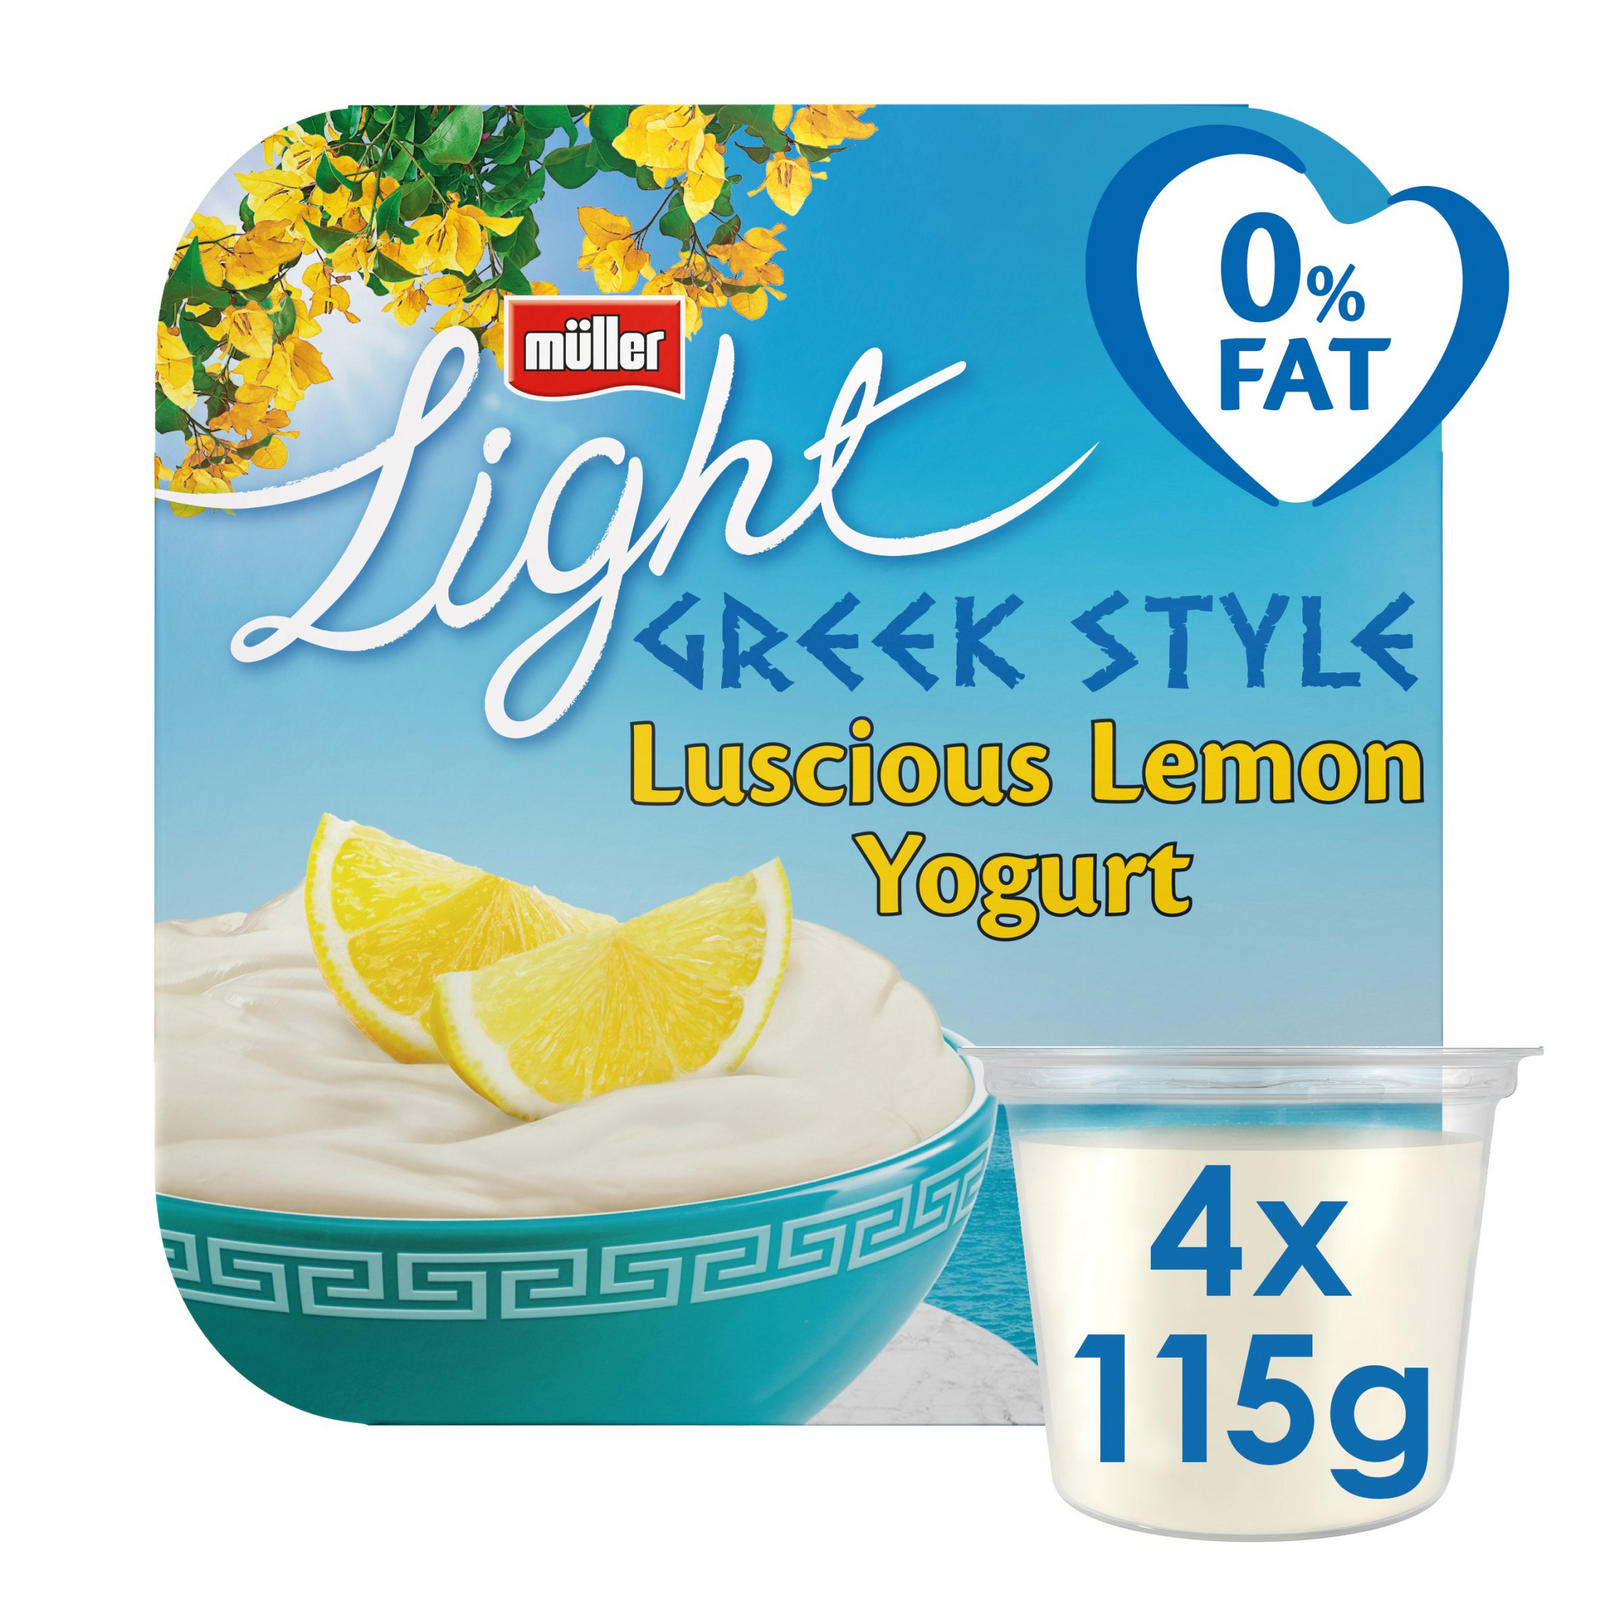 0%
FAT
müller
Light
GREEK STYLE
Luscious Lemon
Yogurt
4x
115g